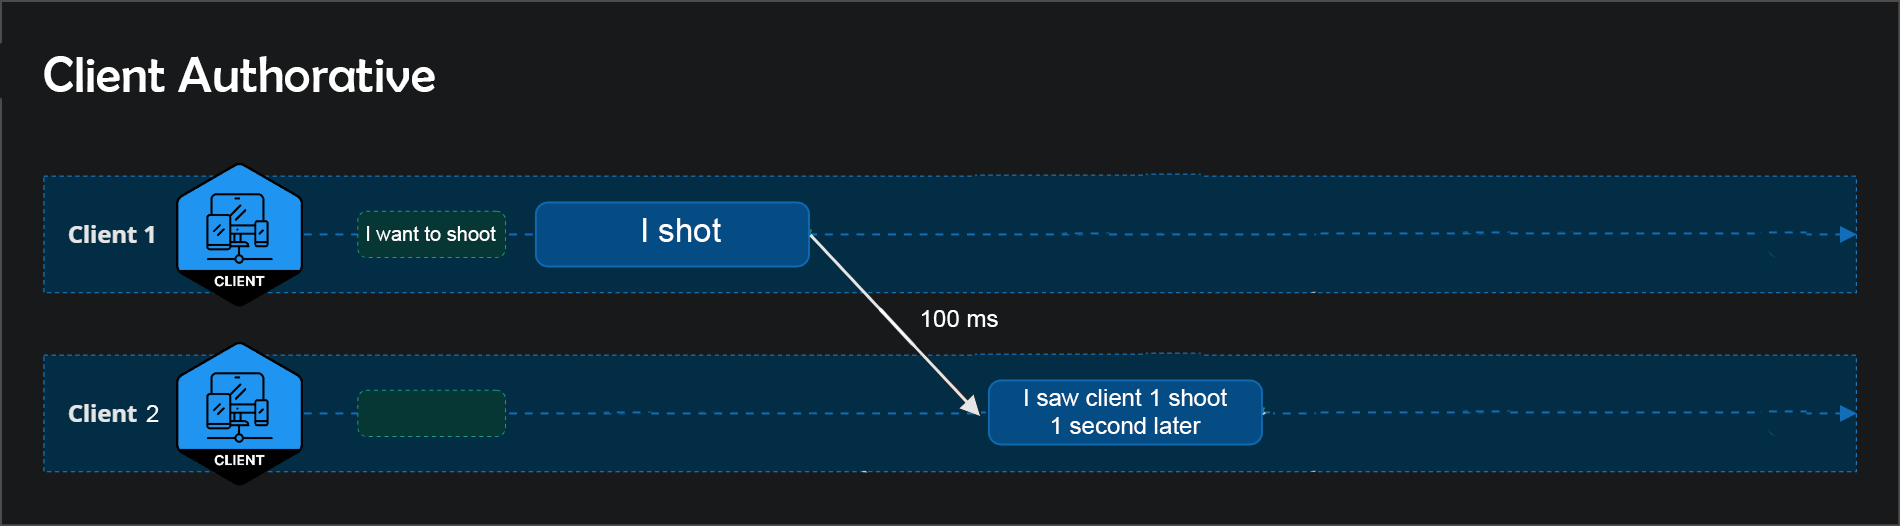 Client Authorative
Client 1
CLIENT
I want to shoot
I shot
100 ms
Client 2
CLIENT
I saw client 1 shoot
1 second later